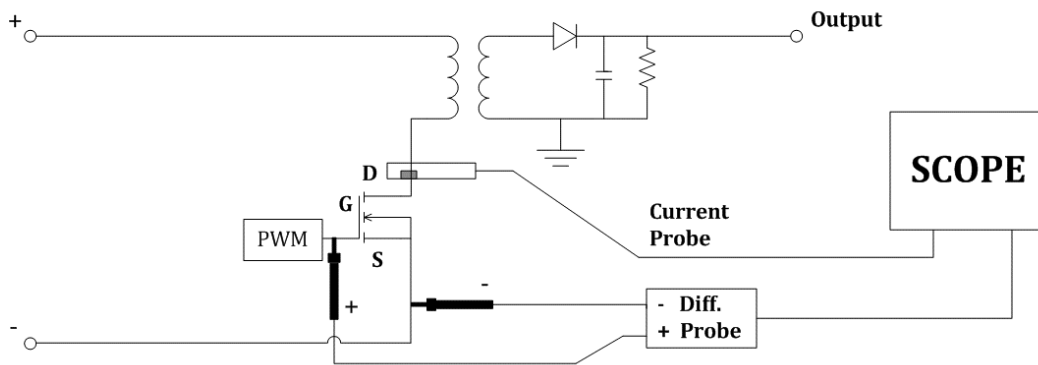 +
Output
D
SCOPE
G
Current
Probe
PWM
S
+
-
- Diff.
+ Probe
-